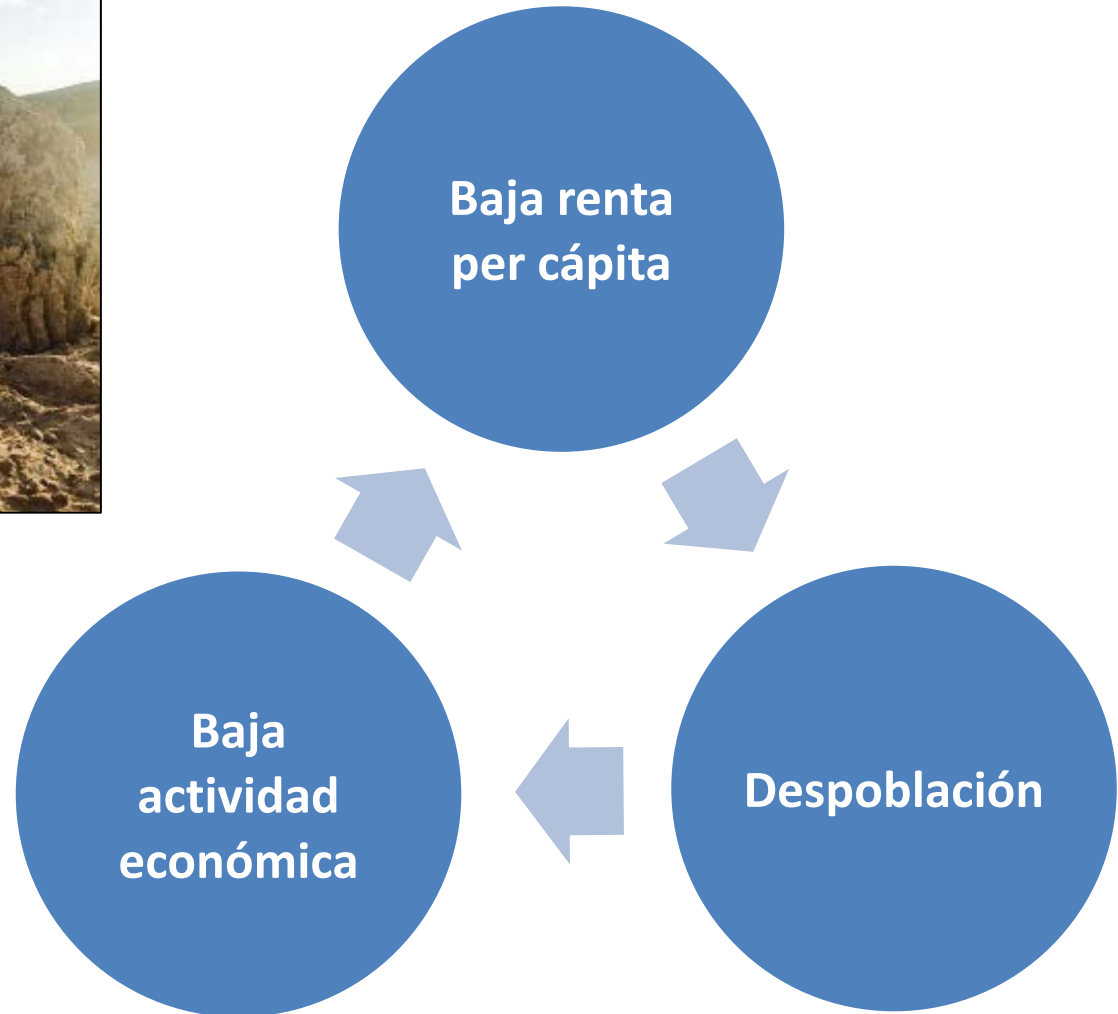 Baja renta
per cápita
Despoblación
Baja
actividad
económica